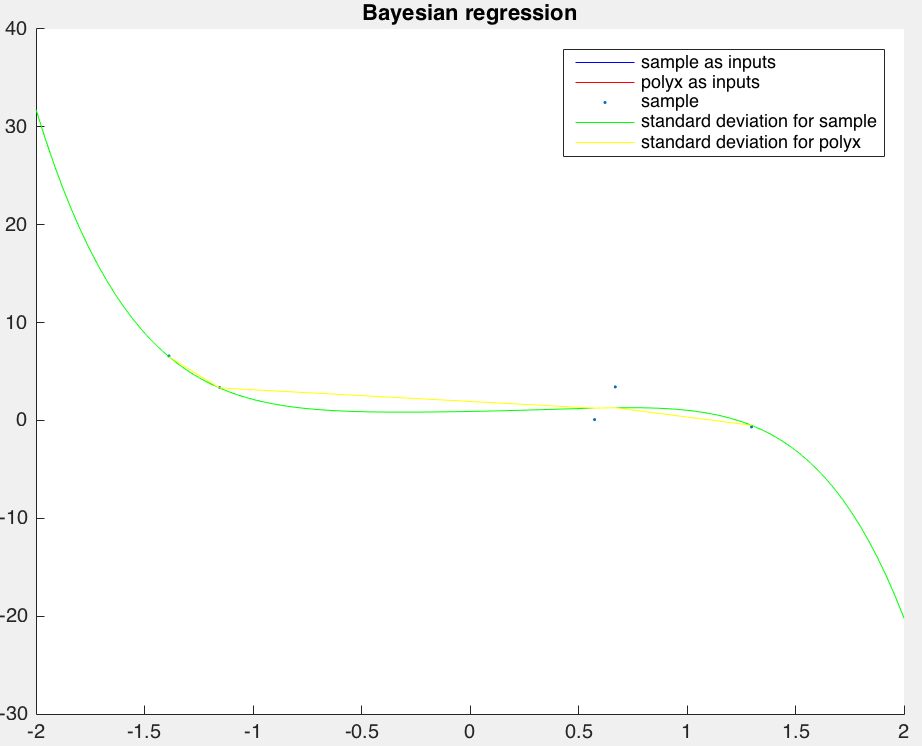 Bayesian regression
40
30
20
10
0
-10
-20
-30
-2
-1.5
-1
-0.5
0
0.5
1
1.5
2
sample as inputs
polyx as inputs
sample
standard deviation for sample
standard deviation for polyx